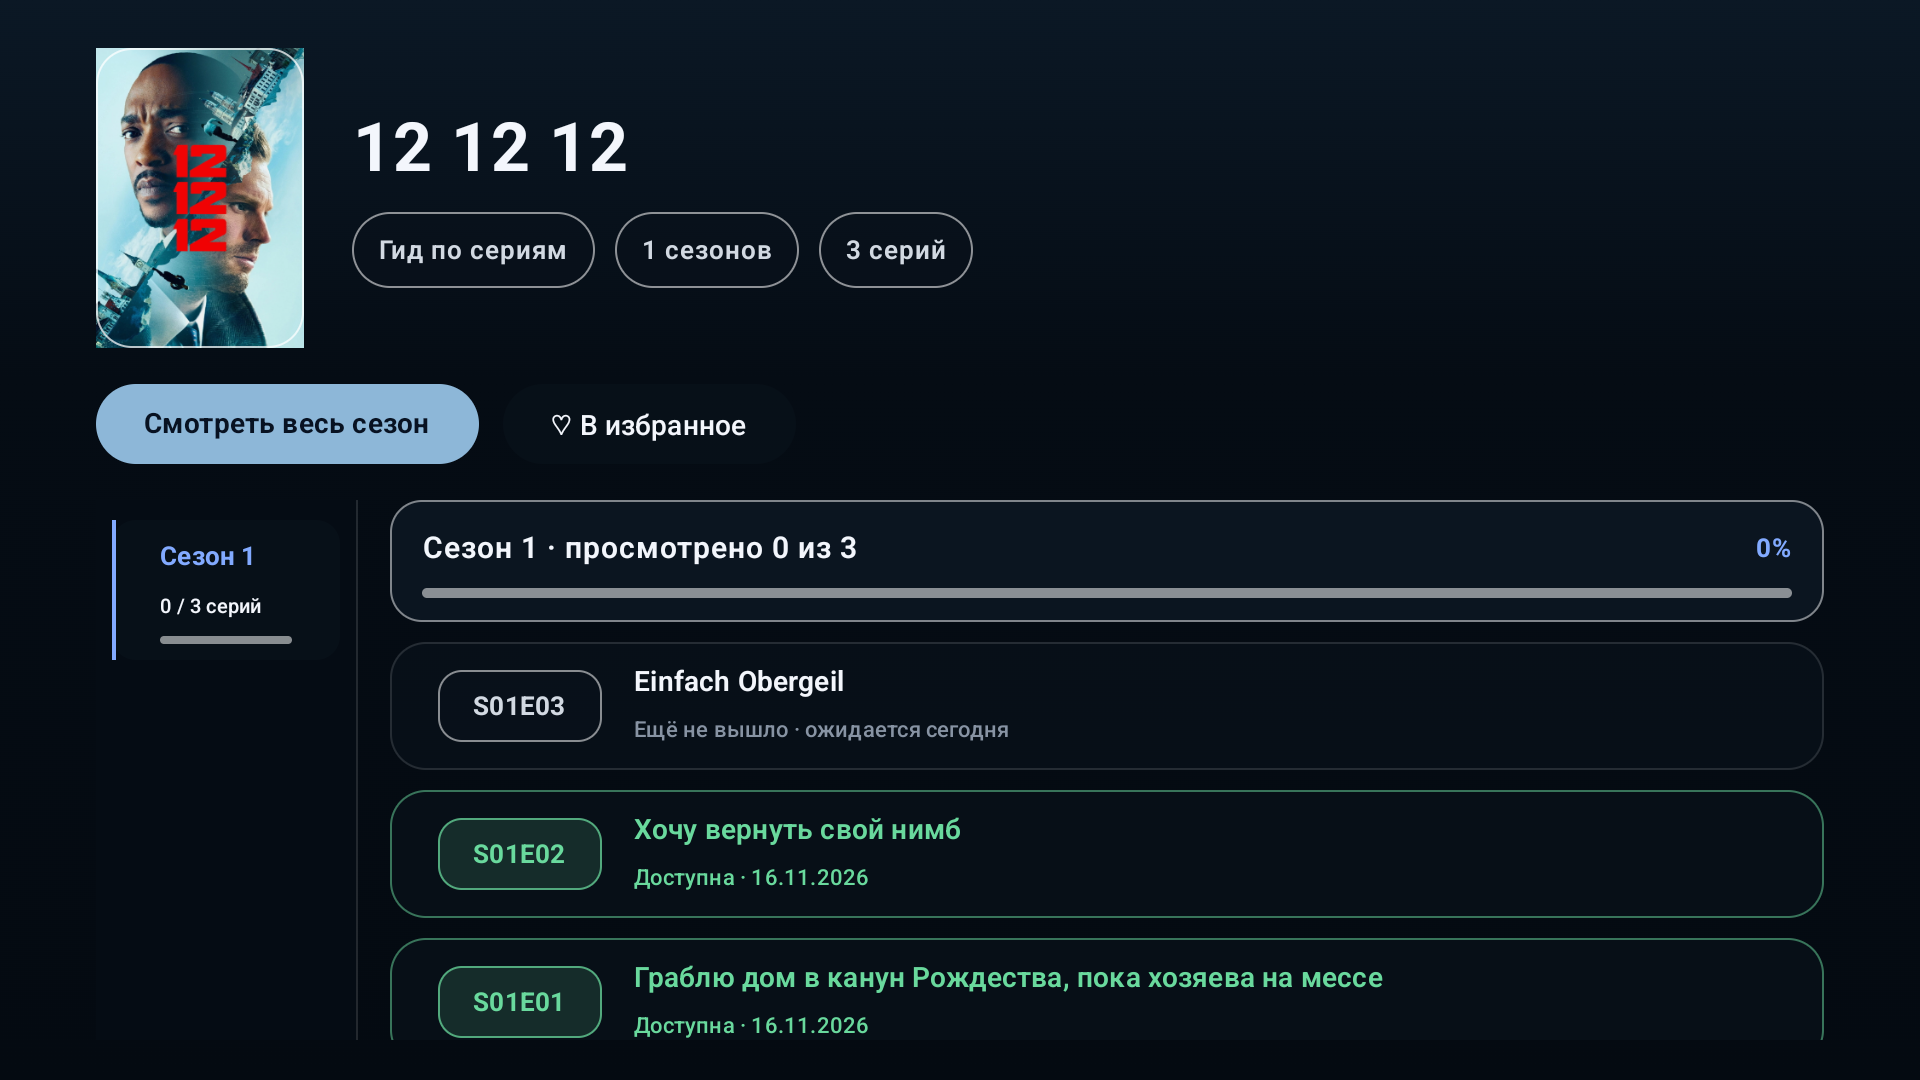 12
12
12
12 12 12
Гид по сериям
1 сезонов
3 серий
Смотреть весь сезон
♡ В избранное
Сезон 1
0 / 3 серий
Сезон 1 · просмотрено 0 из 3
0%
S01E03
Einfach Obergeil
Ещё не вышло · ожидается сегодня
S01E02
Хочу вернуть свой нимб
Доступна · 16.11.2026
S01E01
Граблю дом в канун Рождества, пока хозяева на мессе
Доступна · 16.11.2026